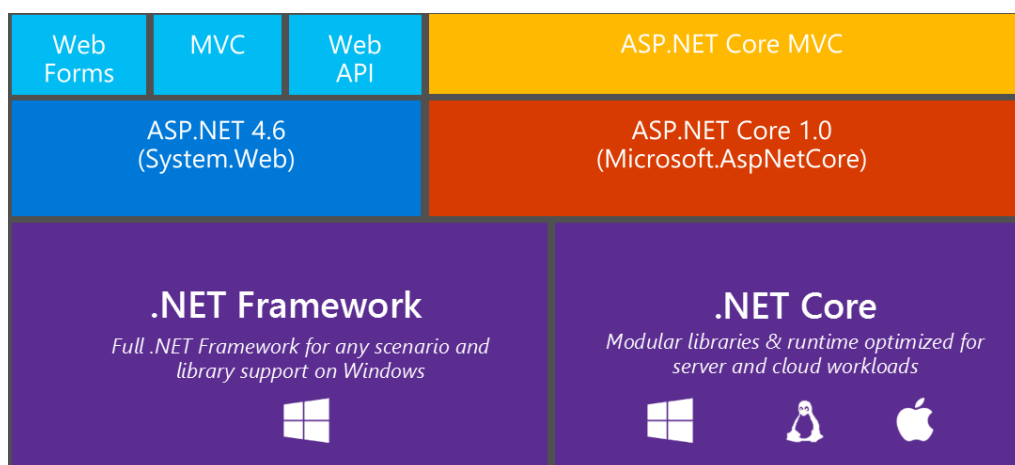 Web
Forms
MVC
Web
API
ASP.NET Core MVC
ASP.NET 4.6
(System.Web)
ASP.NET Core 1.0
(Microsoft.AspNetCore)
.NET Framework
Full .NET Framework for any scenario and
library support on Windows
.NET Core
Modular libraries & runtime optimized for
server and cloud workloads